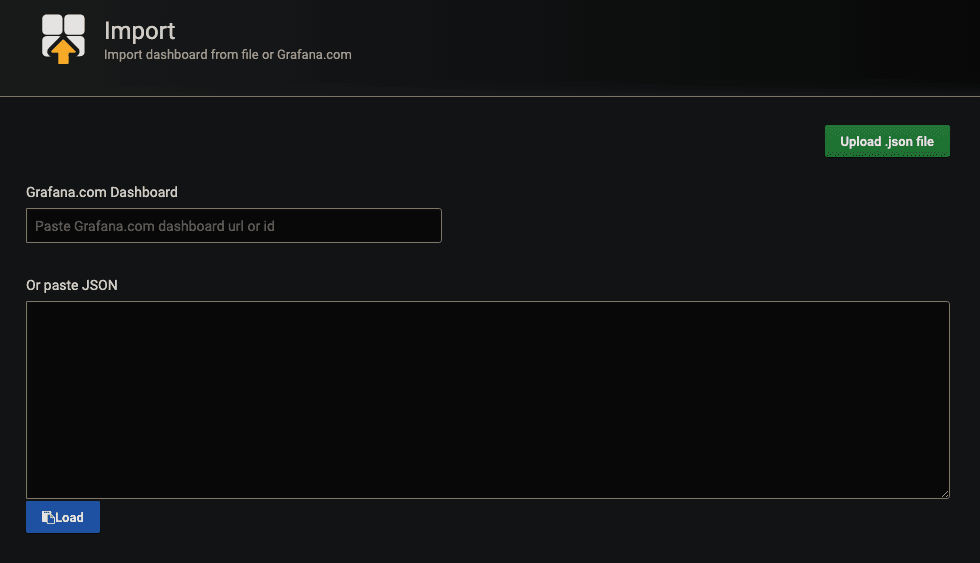 Import
Import dashboard from file or Grafana.com
Upload .json file
Grafana.com Dashboard
Paste Grafana.com dashboard url or id
Or paste JSON
Load